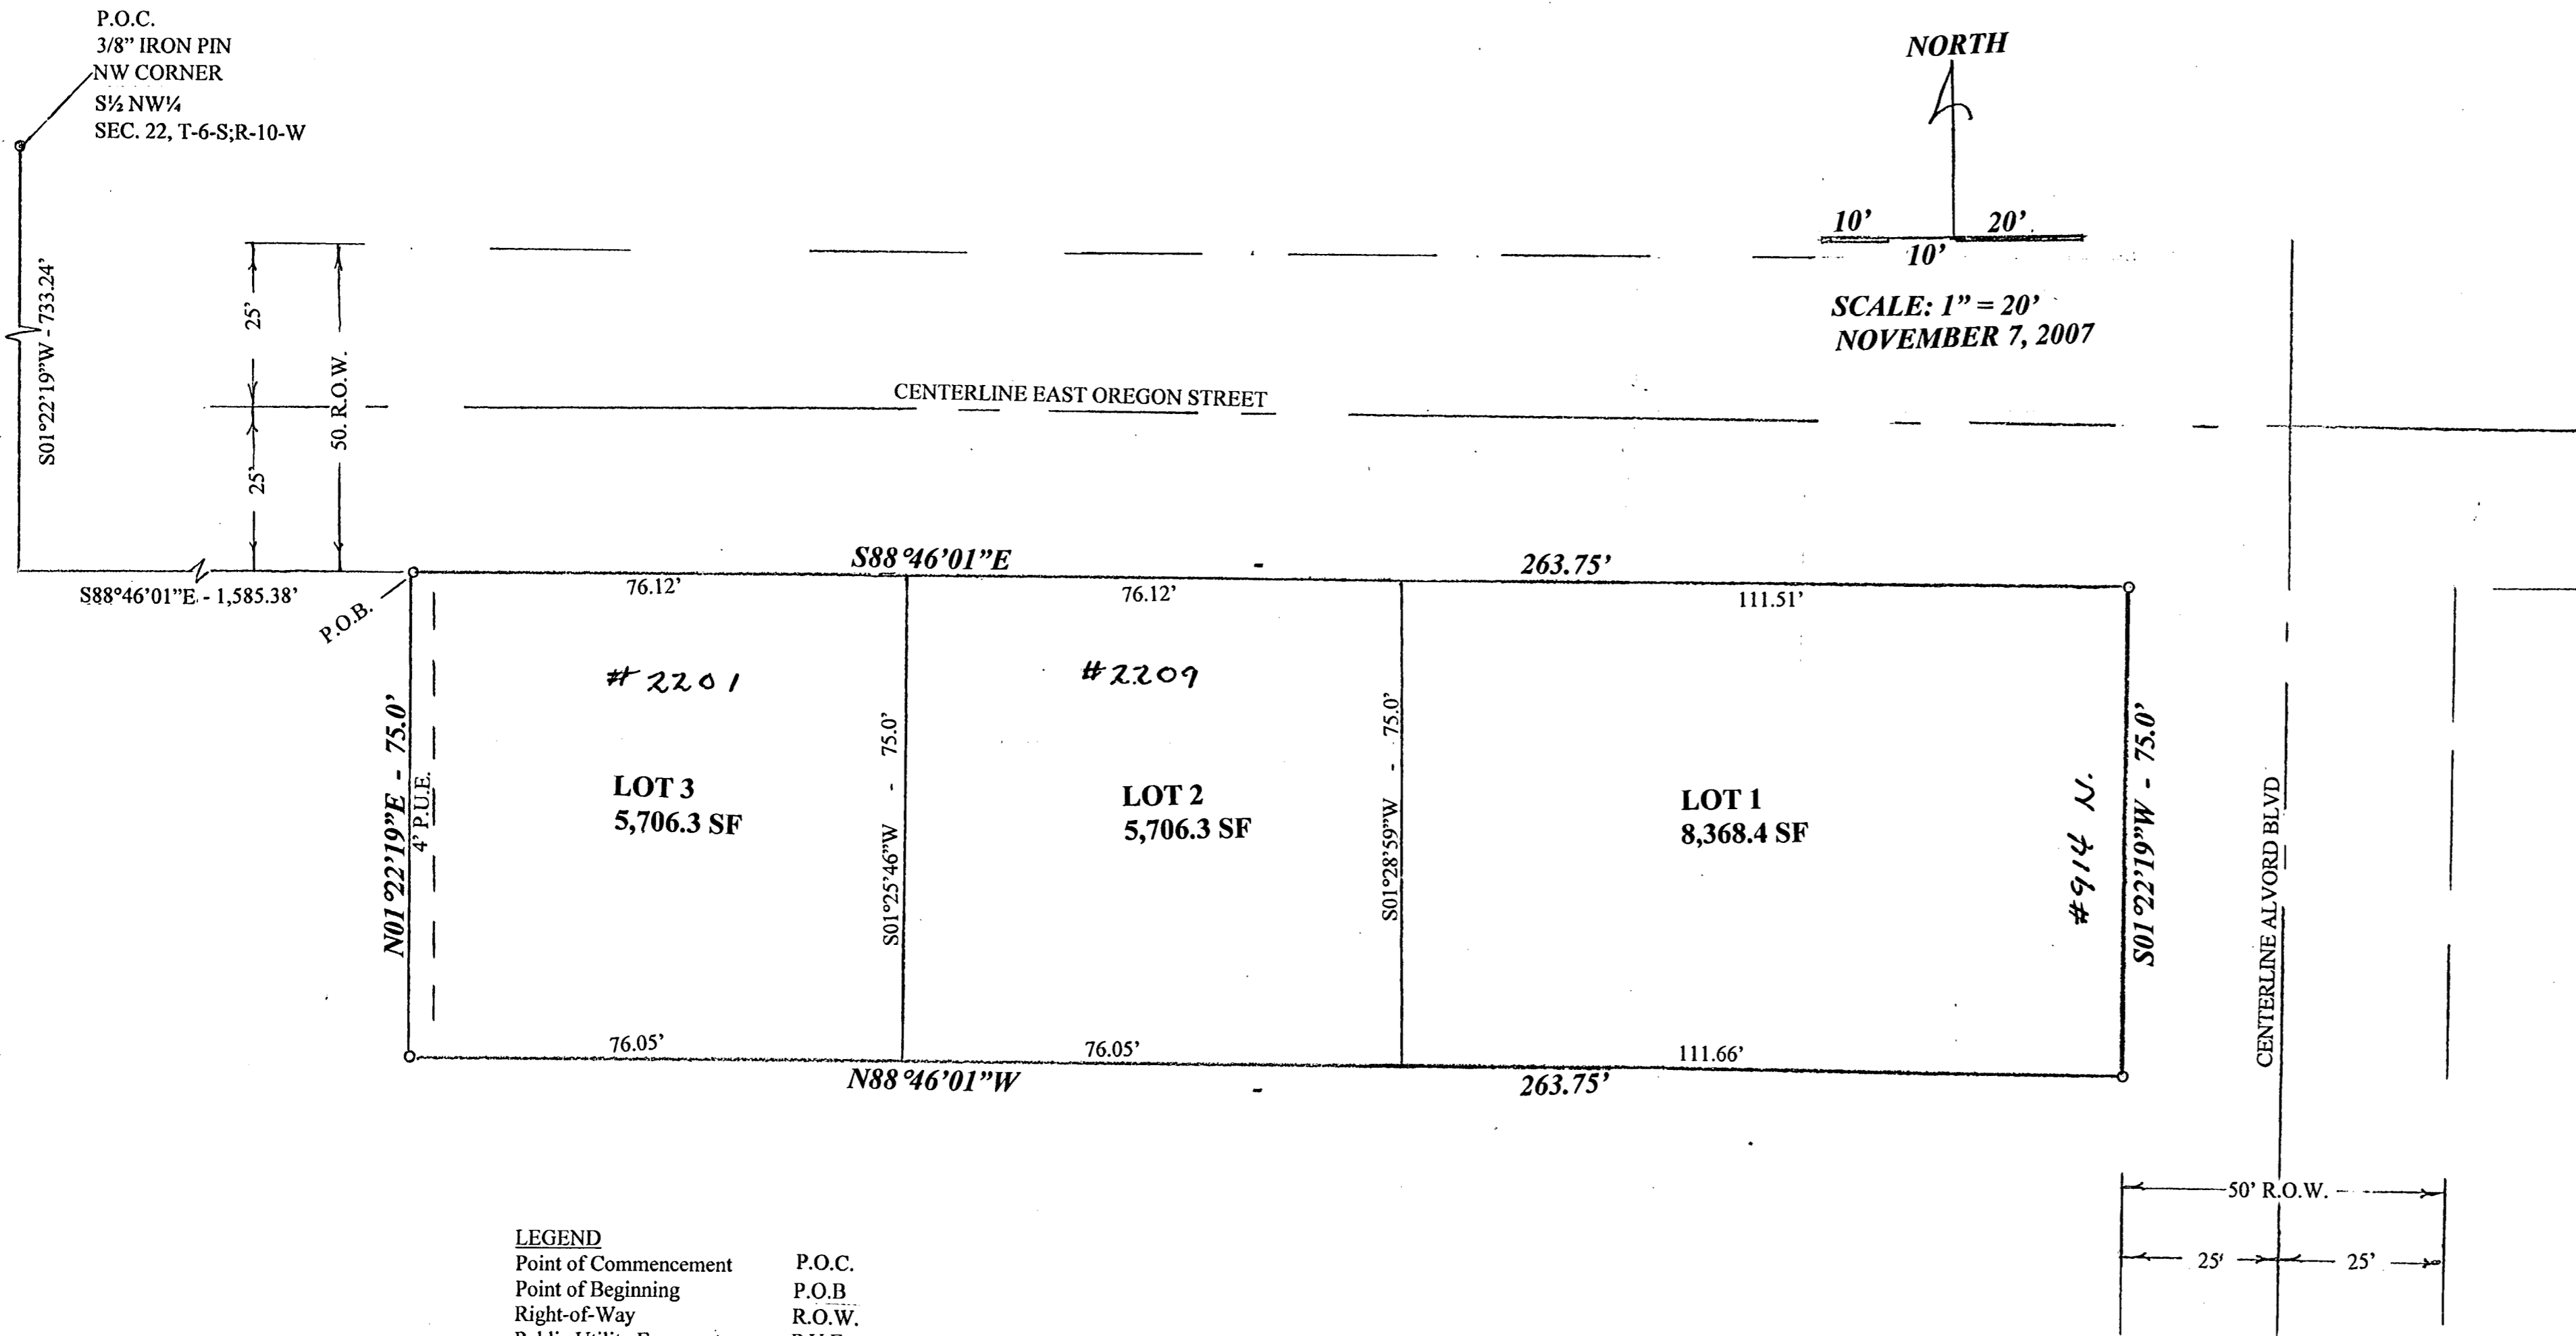 P.O.C.
3/8” IRON PIN
NW CORNER
S½ NW¼
SEC. 22, T-6-S;R-10-W
NORTH
10’ 20’
10’
SCALE: 1” = 20’
NOVEMBER 7, 2007
S01°22’19”W - 733.24’
25’
50. R.O.W.
25’
CENTERLINE EAST OREGON STREET
S88°46’01”E - 1,585.38’
P.O.B.
S88°46’01”E - 263.75’
76.12’ 76.12’ 111.51’
#2201 #2209
N01°22’19”E - 75.0’
4’ P.U.E.
LOT 3
5,706.3 SF
S01°25’46”W - 75.0’
LOT 2
5,706.3 SF
S01°28’59”W - 75.0’
LOT 1
8,368.4 SF
#914 N.
S01°22’19”W - 75.0’
CENTERLINE ALVORD BLVD
76.05’ 76.05’ 111.66’
N88°46’01”W - 263.75’
50’ R.O.W.
25’ 25’
LEGEND
Point of Commencement P.O.C.
Point of Beginning P.O.B
Right-of-Way R.O.W.